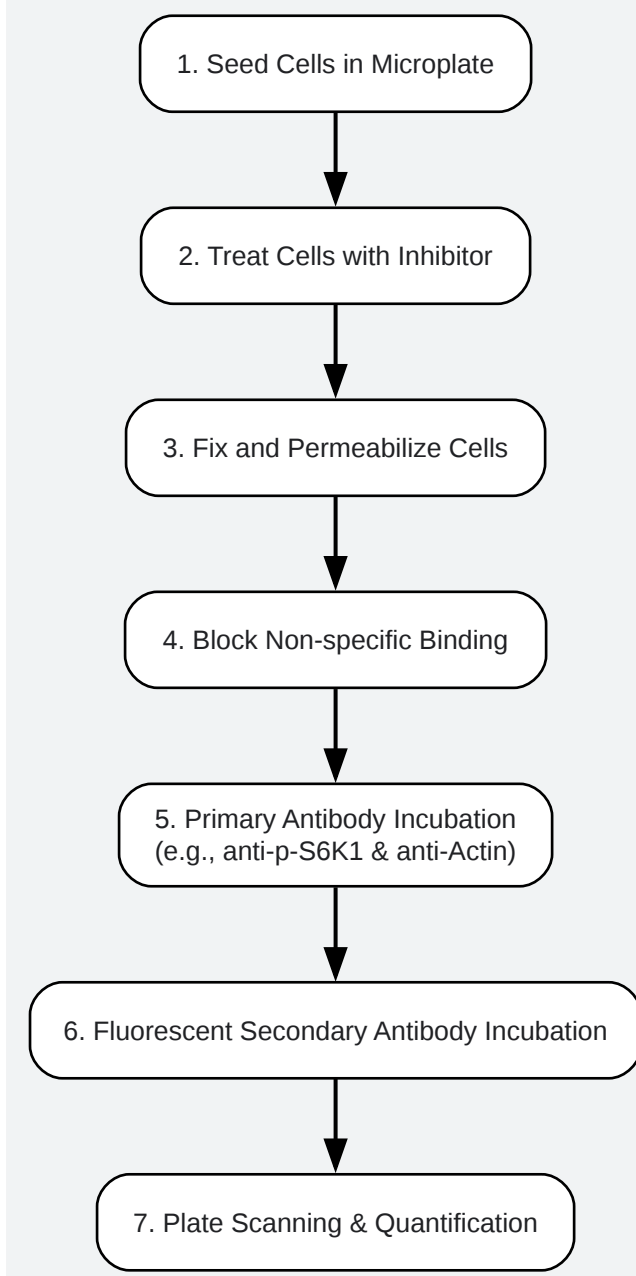 1. Seed Cells in Microplate
2. Treat Cells with Inhibitor
3. Fix and Permeabilize Cells
4. Block Non-specific Binding
5. Primary Antibody Incubation
(e.g., anti-p-S6K1 & anti-Actin)
6. Fluorescent Secondary Antibody Incubation
7. Plate Scanning & Quantification